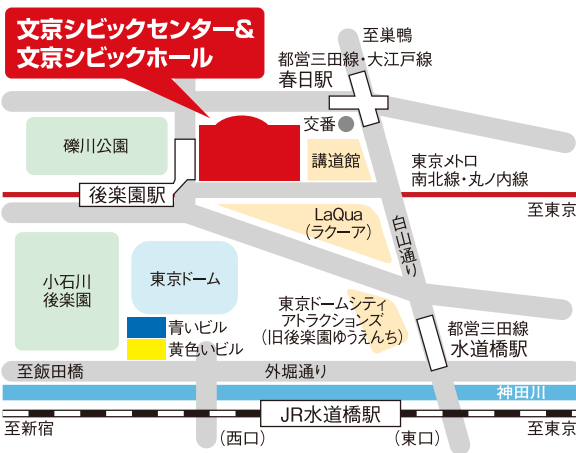 文京シビックセンター&
文京シビックホール
至巣鴨
都営三田線・大江戸線
春日駅
交番
礫川公園
講道館
東京メトロ
南北線・丸ノ内線
後楽園駅
至東京
LaQua
(ラクーア)
白山通り
小石川
後楽園
東京ドーム
東京ドームシティ
アトラクションズ
(旧後楽園ゆうえんち)
青いビル
黄色いビル
都営三田線
水道橋駅
至飯田橋
外堀通り
神田川
JR水道橋駅
至新宿
(西口)
(東口)
至東京